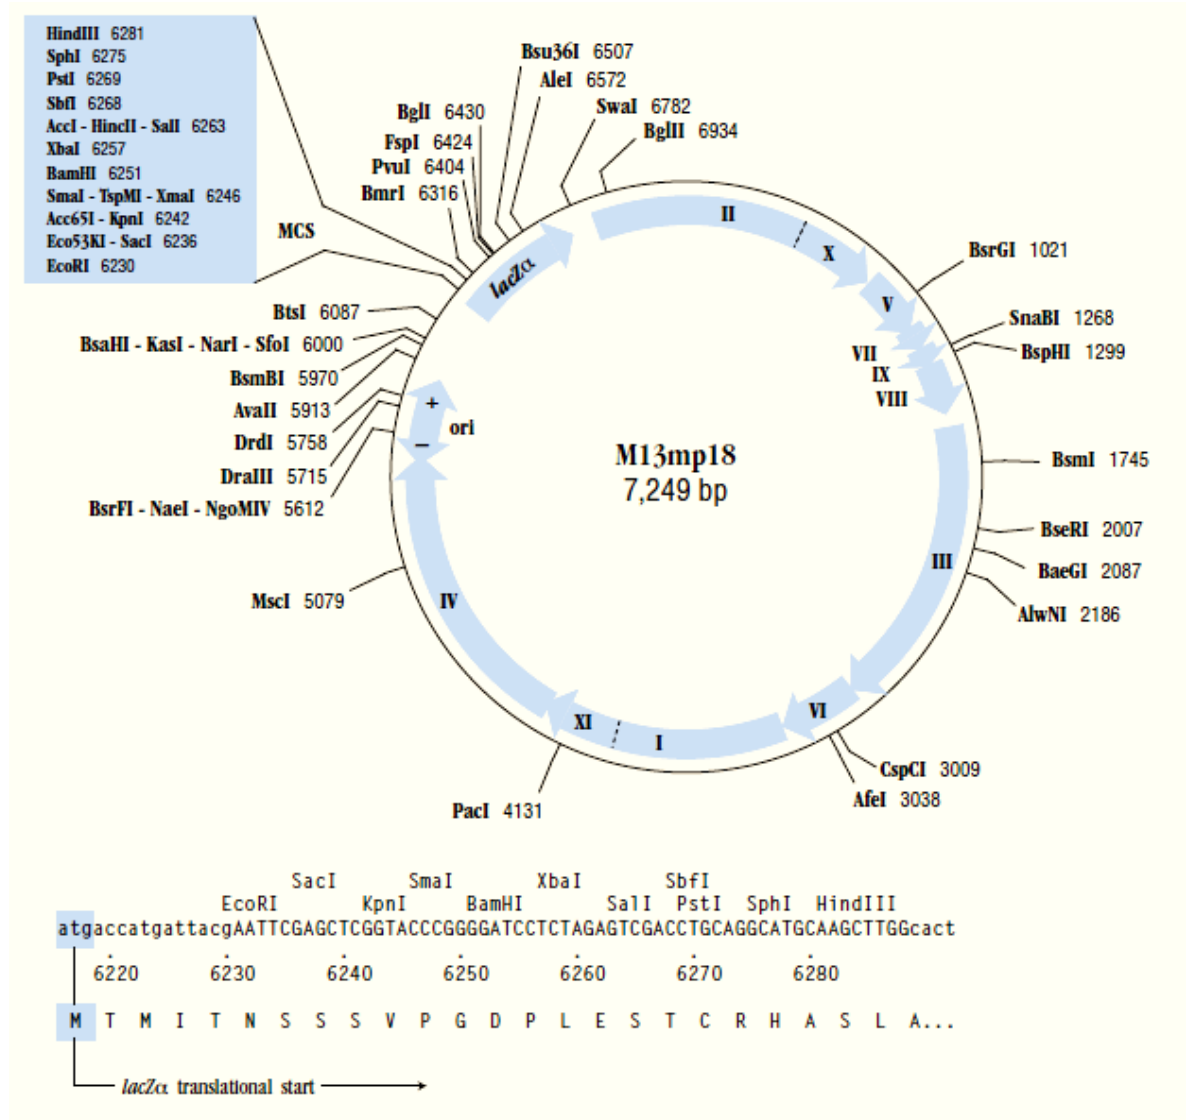 HindIII 6281
SphI 6275
PstI 6269
SbfI 6268
AccI - HincII - SalI 6263
XbaI 6257
BamHI 6251
SmaI - TspMI - XmaI 6246
Acc65I - KpnI 6242
Eco53KI - SacI 6236
EcoRI 6230
MCS
Bsu36I 6507
AleI 6572
SwaI 6782
BglII 6934
BglI 6430
FspI 6424
PvuI 6404
BmrI 6316
BtsI 6087
BsaHI - KasI - NarI - SfoI 6000
BsmBI 5970
AvaII 5913
DrdI 5758
DraIII 5715
BsrFI - NaeI - NgoMIV 5612
MscI 5079
PacI 4131
BsrGI 1021
SnaBI 1268
BspHI 1299
BsmI 1745
BseRI 2007
BaeGI 2087
AlwNI 2186
CspCI 3009
AfeI 3038
lacZα
II
X
V
VII
IX
VIII
III
VI
I
XI
IV
+
ori
–
M13mp18
7,249 bp
SacI SmaI XbaI SbfI
EcoRI KpnI BamHI SalI PstI SphI HindIII
atgaccatgattacgAATTCGAGCTCGGTACCCGGGGATCCTCTAGAGTCGACCTGCAGGCATGCAAGCTTGGcact
6220 6230 6240 6250 6260 6270 6280
M T M I T N S S S V P G D P L E S T C R H A S L A...
lacZα translational start